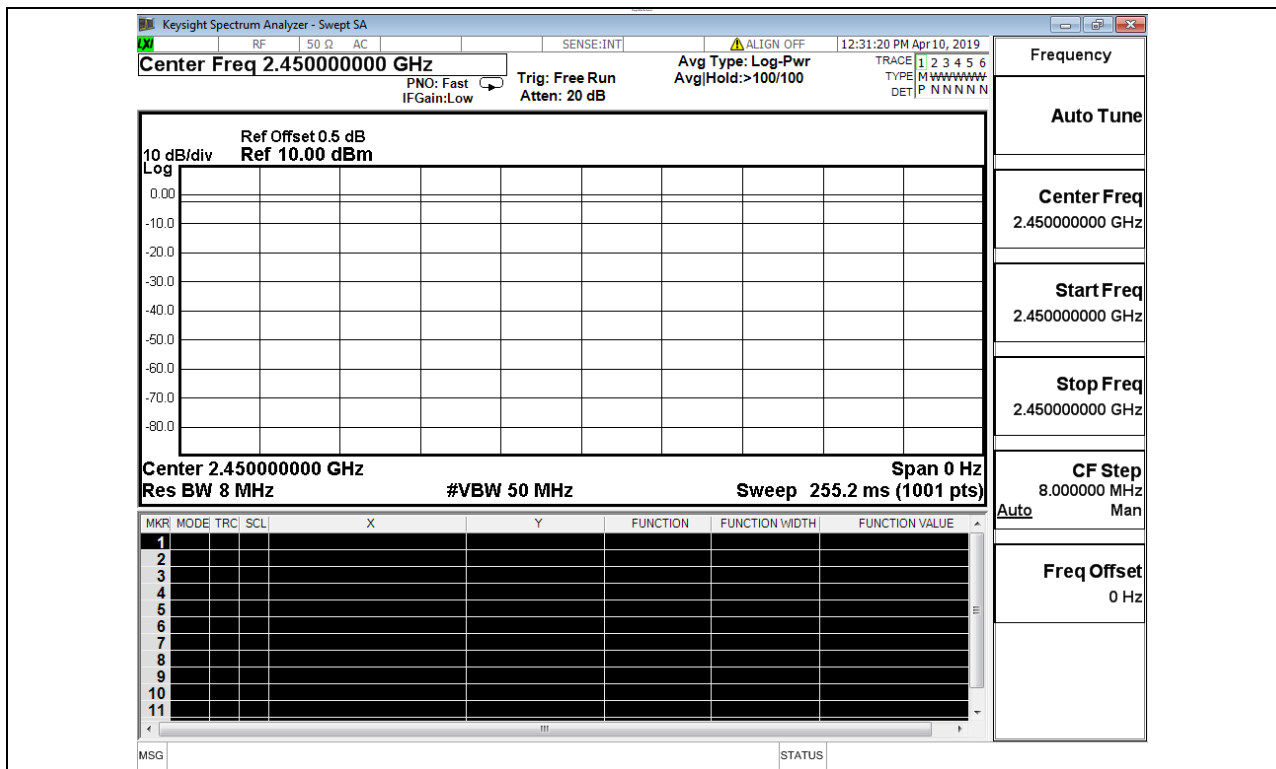 Keysight Spectrum Analyzer - Swept SA
LXI RF 50 Ω AC SENSE:INT ALIGN OFF 12:31:20 PM Apr 10, 2019
Center Freq 2.450000000 GHz
PNO: Fast
IFGain:Low
Trig: Free Run
Atten: 20 dB
Avg Type: Log-Pwr
Avg|Hold:>100/100
TRACE 1 2 3 4 5 6
TYPE M WWWWW
DET P N N N N N
Ref Offset 0.5 dB
10 dB/div Ref 10.00 dBm
Log
0.00
-10.0
-20.0
-30.0
-40.0
-50.0
-60.0
-70.0
-80.0
Center 2.450000000 GHz Span 0 Hz
Res BW 8 MHz #VBW 50 MHz Sweep 255.2 ms (1001 pts)
MKR MODE TRC SCL X Y FUNCTION FUNCTION WIDTH FUNCTION VALUE
1
2
3
4
5
6
7
8
9
10
11
MSG STATUS
Frequency
Auto Tune
Center Freq
2.450000000 GHz
Start Freq
2.450000000 GHz
Stop Freq
2.450000000 GHz
CF Step
8.000000 MHz
Auto Man
Freq Offset
0 Hz